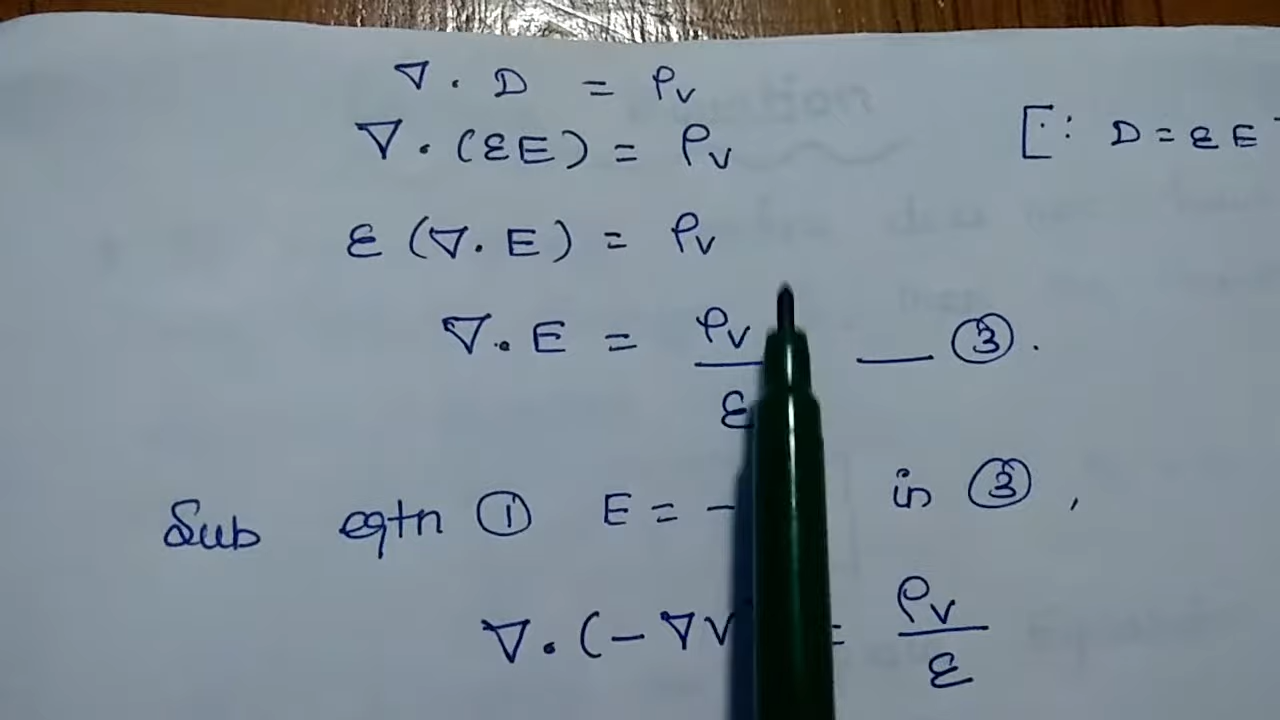 ∇ · D = ρv
∇ · (εE) = ρv [∵ D = εE
ε (∇ · E) = ρv
∇ · E = ρv / ε — ③.
Sub eqtn ① E = − in ③ ,
∇ · (− ∇V = ρv / ε